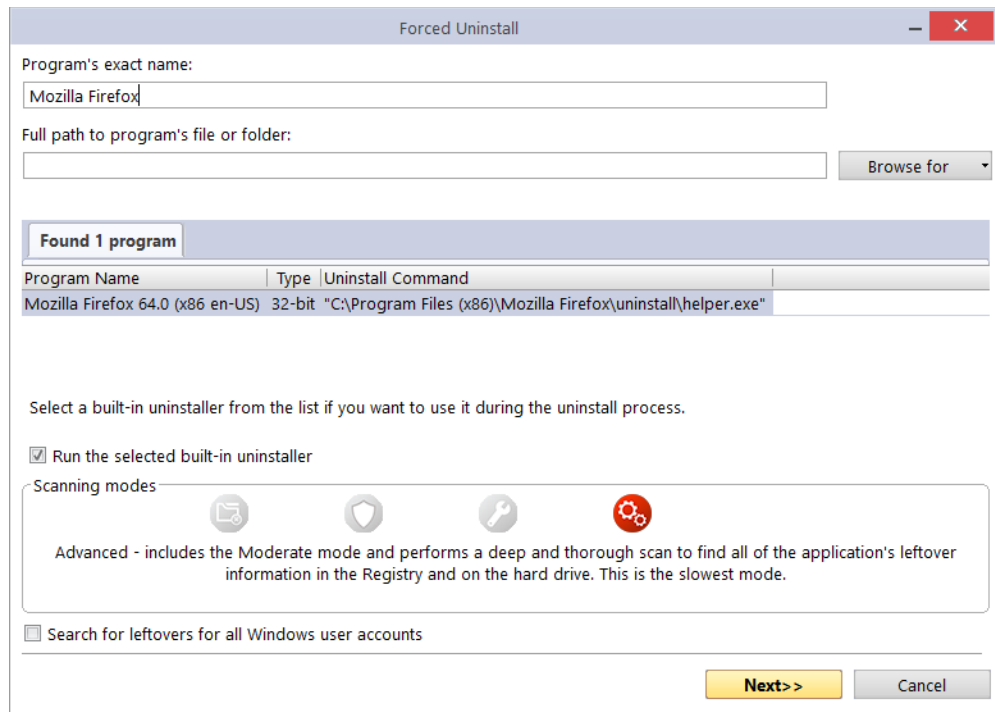 Forced Uninstall
Program's exact name:
Mozilla Firefox
Full path to program's file or folder:
Browse for
Found 1 program
Program Name Type Uninstall Command
Mozilla Firefox 64.0 (x86 en-US) 32-bit "C:\Program Files (x86)\Mozilla Firefox\uninstall\helper.exe"
Select a built-in uninstaller from the list if you want to use it during the uninstall process.
Run the selected built-in uninstaller
Scanning modes
Advanced - includes the Moderate mode and performs a deep and thorough scan to find all of the application's leftover
information in the Registry and on the hard drive. This is the slowest mode.
Search for leftovers for all Windows user accounts
Next>> Cancel